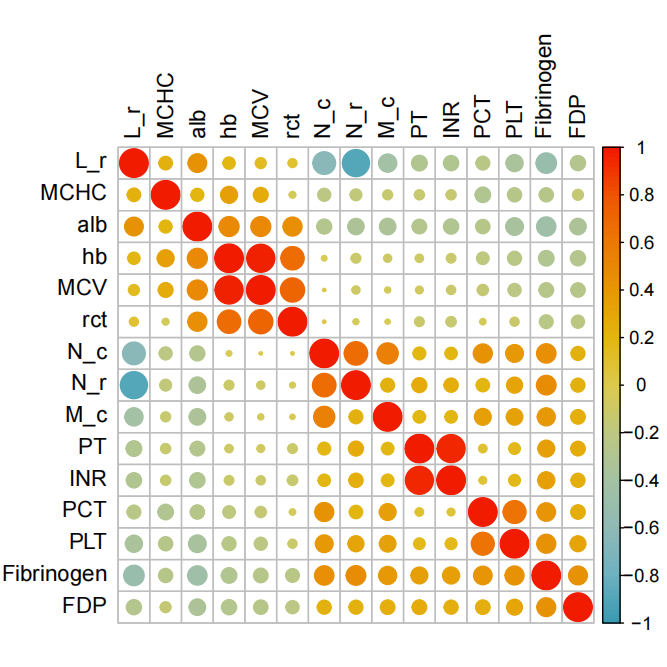 L_r MCHC alb hb MCV rct N_c N_r M_c PT INR PCT PLT Fibrinogen FDP
L_r
MCHC
alb
hb
MCV
rct
N_c
N_r
M_c
PT
INR
PCT
PLT
Fibrinogen
FDP
1
0.8
0.6
0.4
0.2
0
−0.2
−0.4
−0.6
−0.8
−1